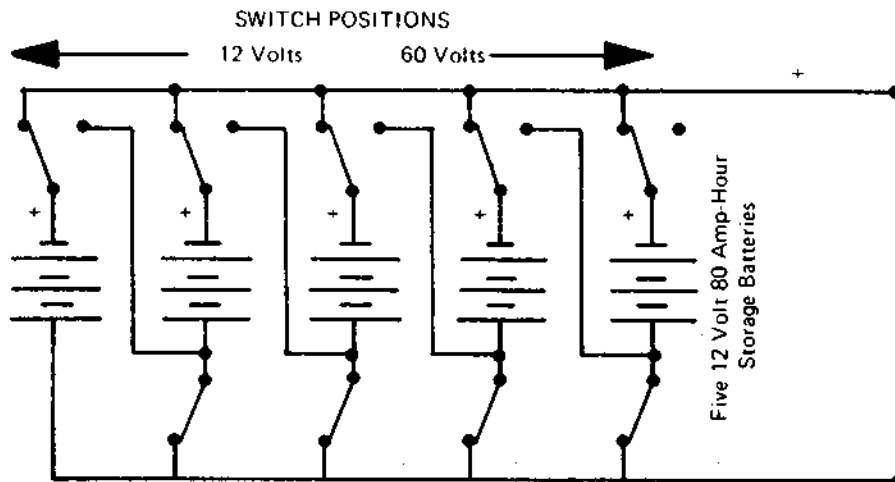 SWITCH POSITIONS
12 Volts 60 Volts
+
+ + + + +
Five 12 Volt 80 Amp-Hour
Storage Batteries